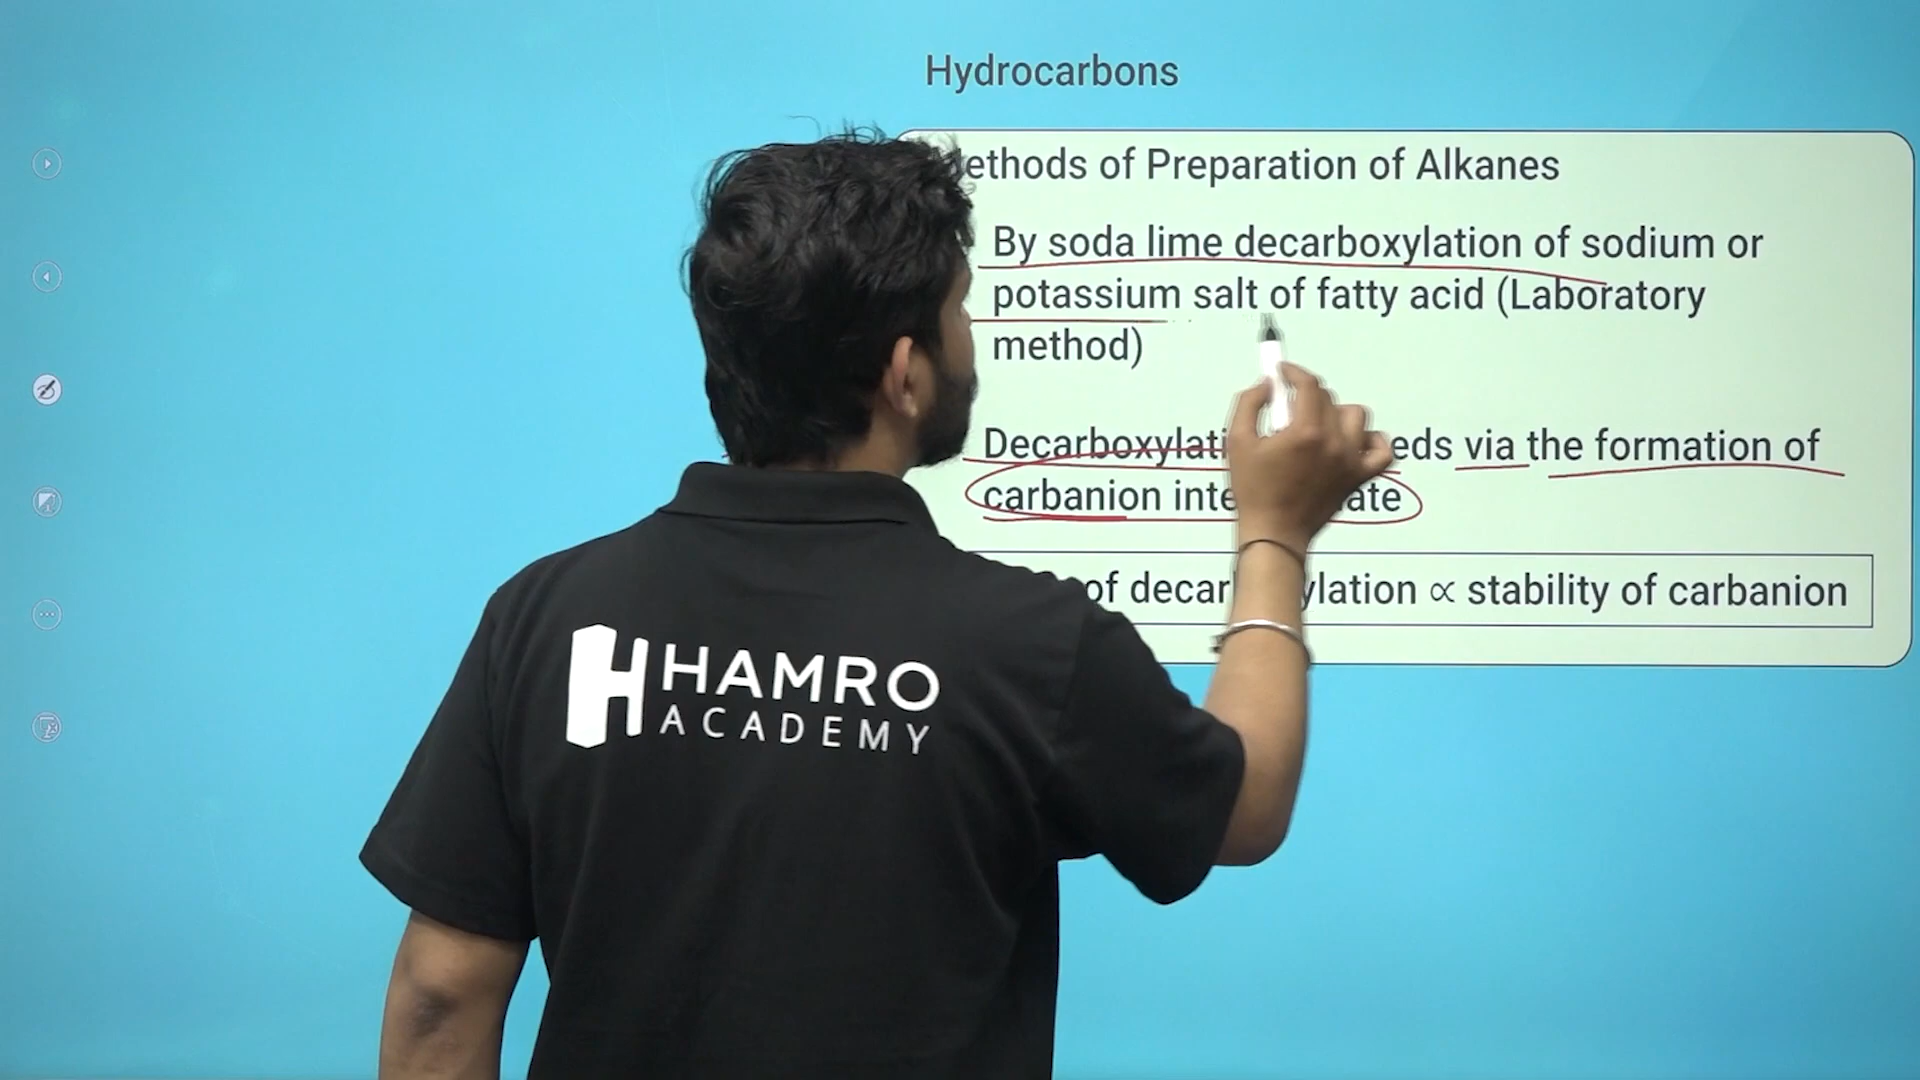 Hydrocarbons
ethods of Preparation of Alkanes
By soda lime decarboxylation of sodium or
potassium salt of fatty acid (Laboratory
method)
Decarboxylati eds via the formation of
carbanion inte ate
of decar ylation ∝ stability of carbanion
HAMRO
ACADEMY